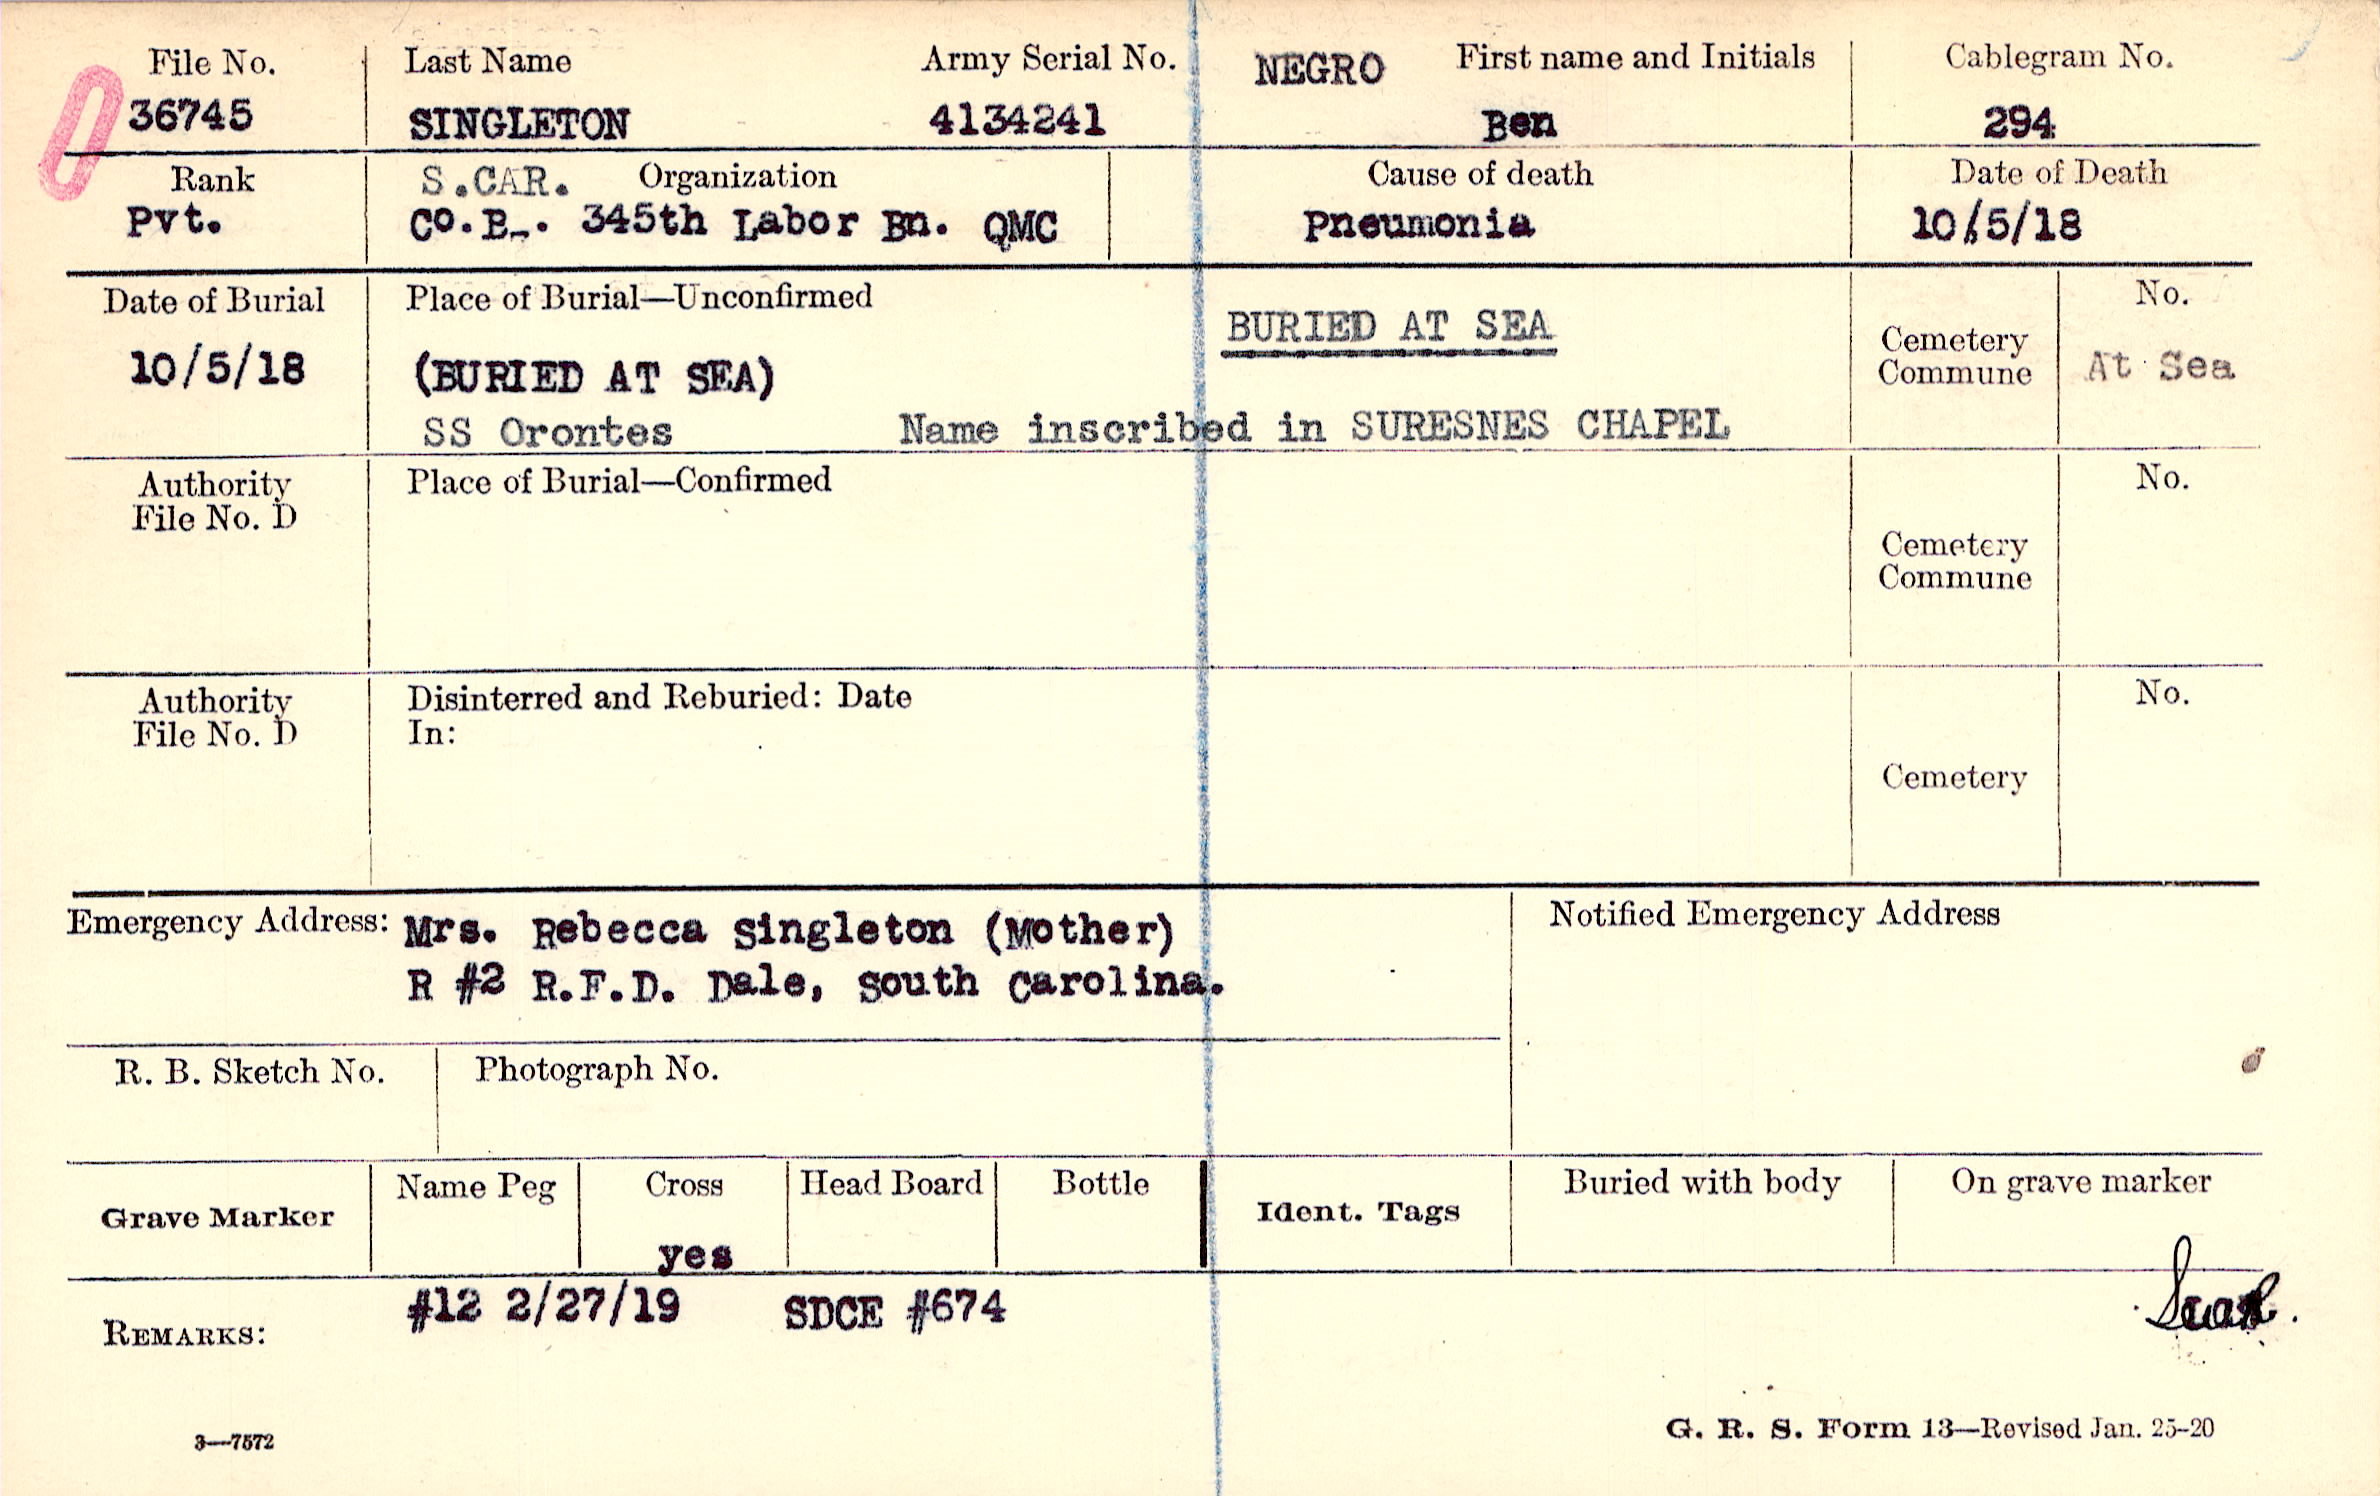 File No. Last Name Army Serial No. NEGRO First name and Initials Cablegram No.
36745 SINGLETON 4134241 Ben 294
Rank S.CAR. Organization Cause of death Date of Death
Pvt. Co.B-. 345th Labor Bn. QMC Pneumonia 10/5/18
Date of Burial Place of Burial—Unconfirmed No.
BURIED AT SEA
10/5/18 (BURIED AT SEA) Cemetery Commune At Sea
SS Orontes Name inscribed in SURESNES CHAPEL
Authority Place of Burial—Confirmed No.
File No. D
Cemetery
Commune
Authority Disinterred and Reburied: Date No.
File No. D In:
Cemetery
Emergency Address: Mrs. Rebecca Singleton (Mother) Notified Emergency Address
R #2 R.F.D. Dale, South Carolina.
R. B. Sketch No. Photograph No.
Name Peg Cross Head Board Bottle Buried with body On grave marker
Grave Marker Ident. Tags
yes
#12 2/27/19 SDCE #674
REMARKS:
3—7572 G. R. S. Form 13—Revised Jan. 25-20